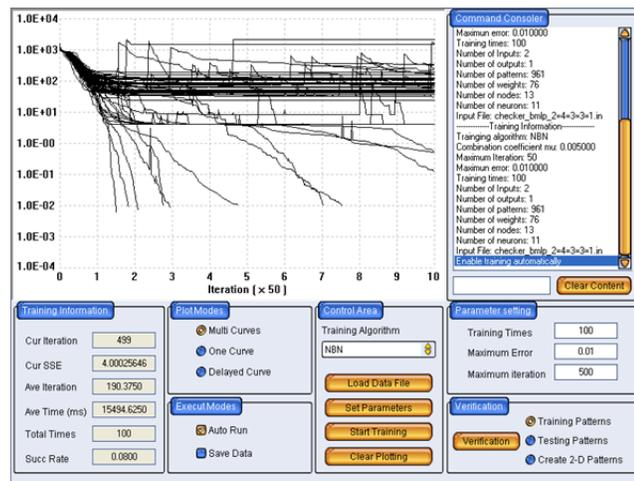 1.0E+04
1.0E+03
1.0E+02
1.0E+01
1.0E-00
1.0E-01
1.0E-02
1.0E-03
1.0E-04
0 1 2 3 4 5 6 7 8 9 10
Iteration ( × 50 )
Command Consoler
Maximun error: 0.010000
Training times: 100
Number of Inputs: 2
Number of outputs: 1
Number of patterns: 961
Number of weights: 76
Number of nodes: 13
Number of neurons: 11
Input File: checker_bmlp_2=4=3=3=1.in
------------Training Information------------
Trainging algorithm: NBN
Combination coefficient mu: 0.005000
Maximum Iteration: 50
Maximun error: 0.010000
Training times: 100
Number of Inputs: 2
Number of outputs: 1
Number of patterns: 961
Number of weights: 76
Number of nodes: 13
Number of neurons: 11
Input File: checker_bmlp_2=4=3=3=1.in
Enable training automatically
Clear Content
Training Information
Cur Iteration 499
Cur SSE 4.00025646
Ave Iteration 190.3750
Ave Time (ms) 15494.6250
Total Times 100
Succ Rate 0.0800
Plot Modes
Multi Curves
One Curve
Delayed Curve
Execut Modes
Auto Run
Save Data
Control Area
Training Algorithm
NBN
Load Data File
Set Parameters
Start Training
Clear Plotting
Parameter setting
Training Times 100
Maximum Error 0.01
Maximum iteration 500
Verification
Verification
Training Patterns
Testing Patterns
Create 2-D Patterns